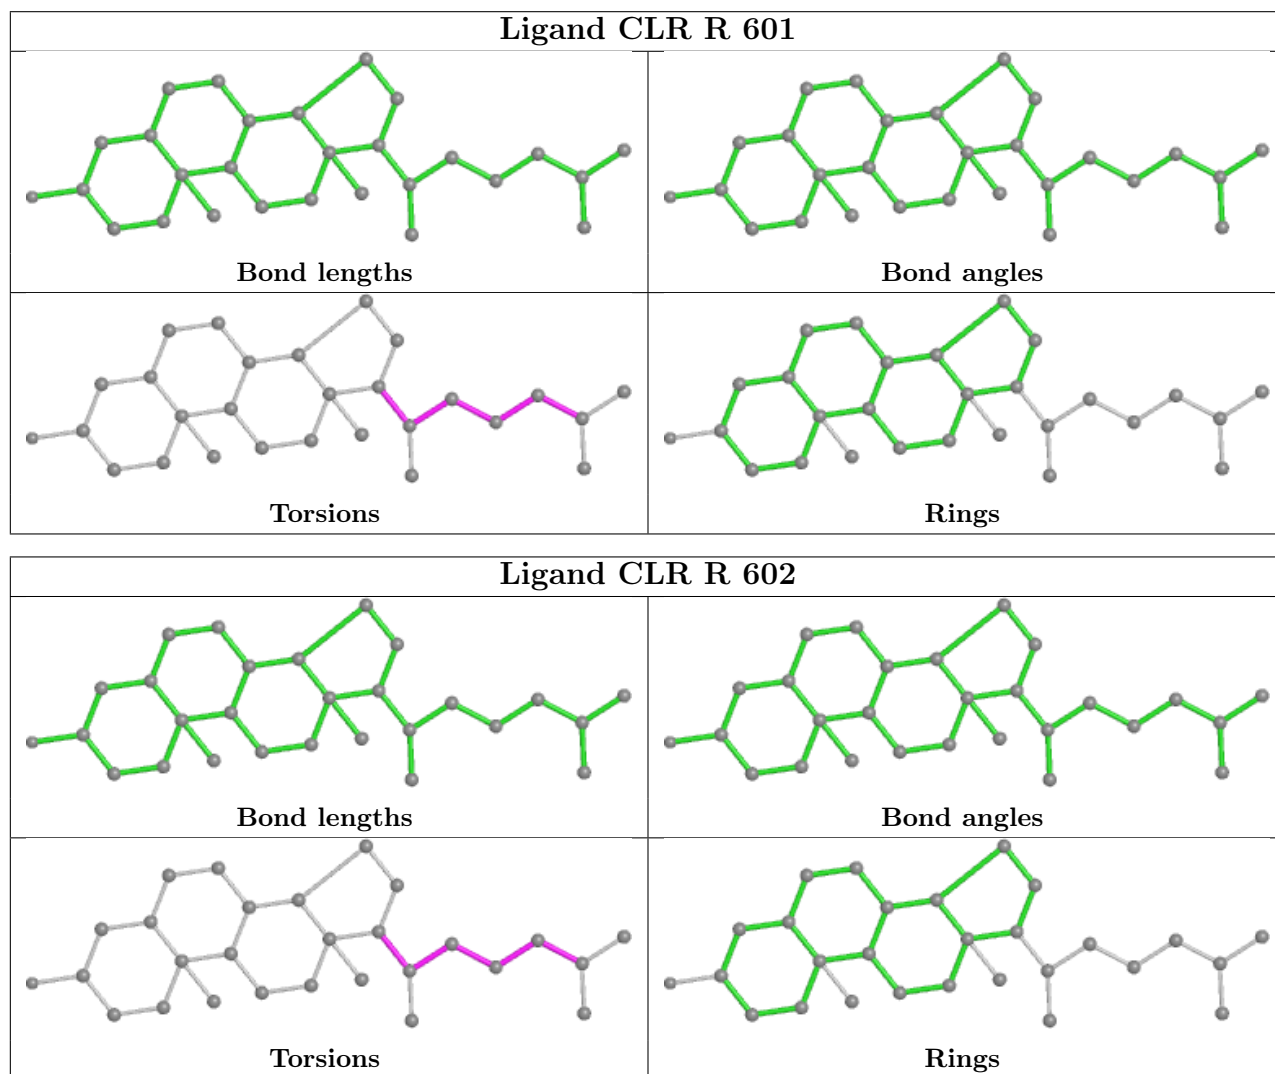 Ligand CLR R 601
Bond lengths
Bond angles
Torsions
Rings
Ligand CLR R 602
Bond lengths
Bond angles
Torsions
Rings